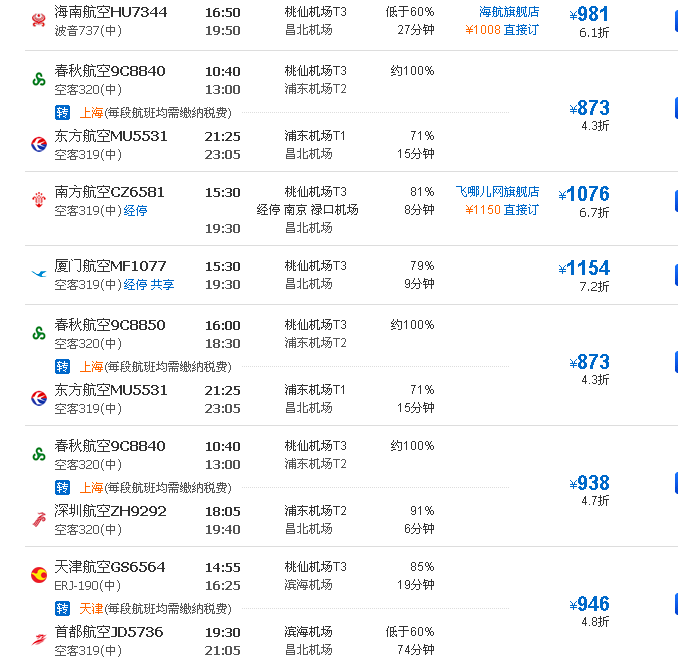 海南航空HU7344 16:50 桃仙机场T3 低于60% 海航旗舰店 ¥981
波音737(中) 19:50 昌北机场 27分钟 ¥1008 直接订 6.1折
春秋航空9C8840 10:40 桃仙机场T3 约100%
空客320(中) 13:00 浦东机场T2
转 上海(每段航班均需缴纳税费) ¥873
4.3折
东方航空MU5531 21:25 浦东机场T1 71%
空客319(中) 23:05 昌北机场 15分钟
南方航空CZ6581 15:30 桃仙机场T3 81% 飞哪儿网旗舰店 ¥1076
空客319(中) 经停 经停 南京 禄口机场 8分钟 ¥1150 直接订 6.7折
19:30 昌北机场
厦门航空MF1077 15:30 桃仙机场T3 79% ¥1154
空客319(中) 经停 共享 19:30 昌北机场 9分钟 7.2折
春秋航空9C8850 16:00 桃仙机场T3 约100%
空客320(中) 18:30 浦东机场T2
转 上海(每段航班均需缴纳税费) ¥873
4.3折
东方航空MU5531 21:25 浦东机场T1 71%
空客319(中) 23:05 昌北机场 15分钟
春秋航空9C8840 10:40 桃仙机场T3 约100%
空客320(中) 13:00 浦东机场T2
转 上海(每段航班均需缴纳税费) ¥938
4.7折
深圳航空ZH9292 18:05 浦东机场T2 91%
空客320(中) 19:40 昌北机场 6分钟
天津航空GS6564 14:55 桃仙机场T3 85%
ERJ-190(中) 16:25 滨海机场 19分钟
转 天津(每段航班均需缴纳税费) ¥946
4.8折
首都航空JD5736 19:30 滨海机场 低于60%
空客319(中) 21:05 昌北机场 74分钟